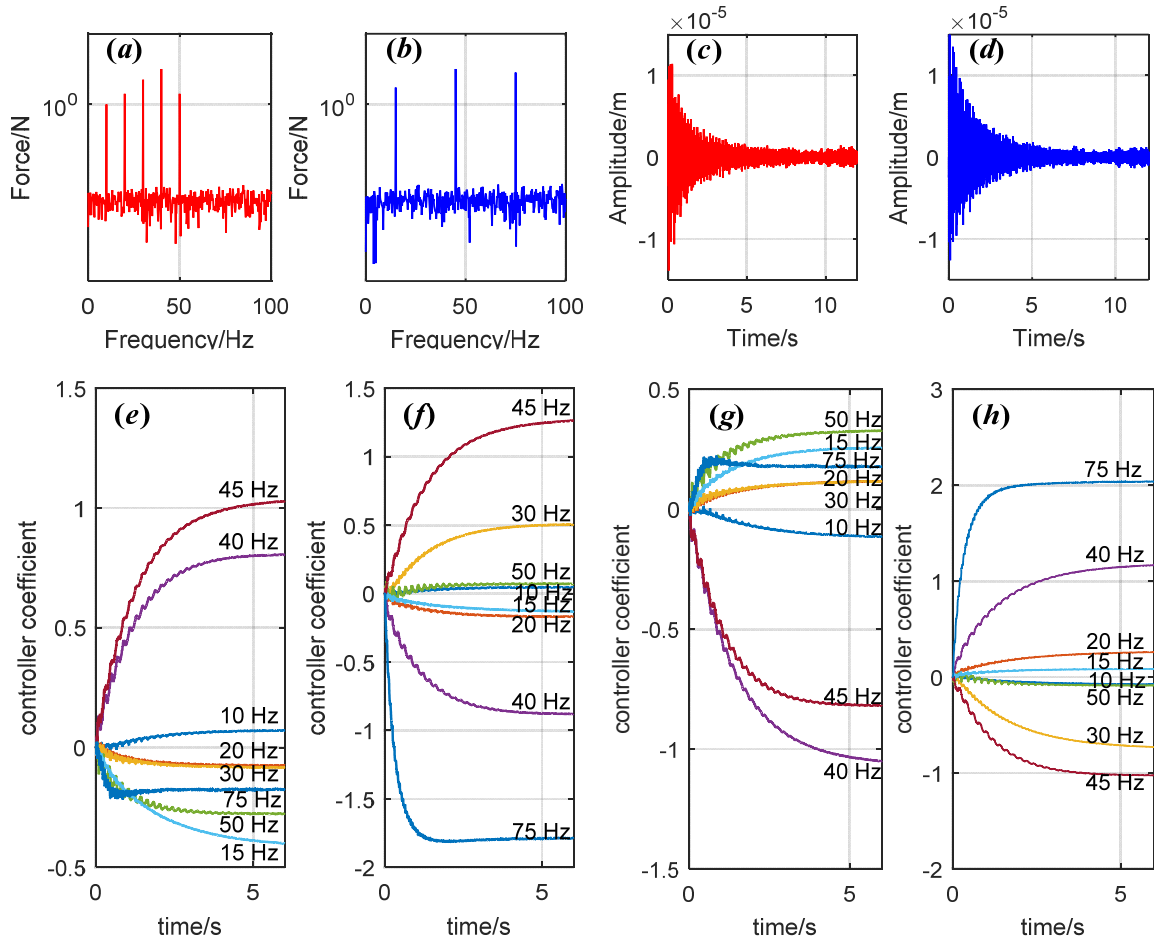 (a)
10^0
Force/N
0
50
100
Frequency/Hz
(b)
10^0
Force/N
0
50
100
Frequency/Hz
×10^-5
(c)
1
0
-1
Amplitude/m
0
5
10
Time/s
×10^-5
(d)
1
0
-1
Amplitude/m
0
5
10
Time/s
(e)
1.5
1
0.5
0
-0.5
controller coefficient
45 Hz
40 Hz
10 Hz
20 Hz
30 Hz
75 Hz
50 Hz
15 Hz
0
5
time/s
(f)
1.5
1
0.5
0
-0.5
-1
-1.5
-2
controller coefficient
45 Hz
30 Hz
50 Hz
10 Hz
15 Hz
20 Hz
40 Hz
75 Hz
0
5
time/s
(g)
0.5
0
-0.5
-1
-1.5
controller coefficient
50 Hz
15 Hz
75 Hz
20 Hz
30 Hz
10 Hz
45 Hz
40 Hz
0
5
time/s
(h)
3
2
1
0
-1
-2
controller coefficient
75 Hz
40 Hz
20 Hz
15 Hz
10 Hz
50 Hz
30 Hz
45 Hz
0
5
time/s